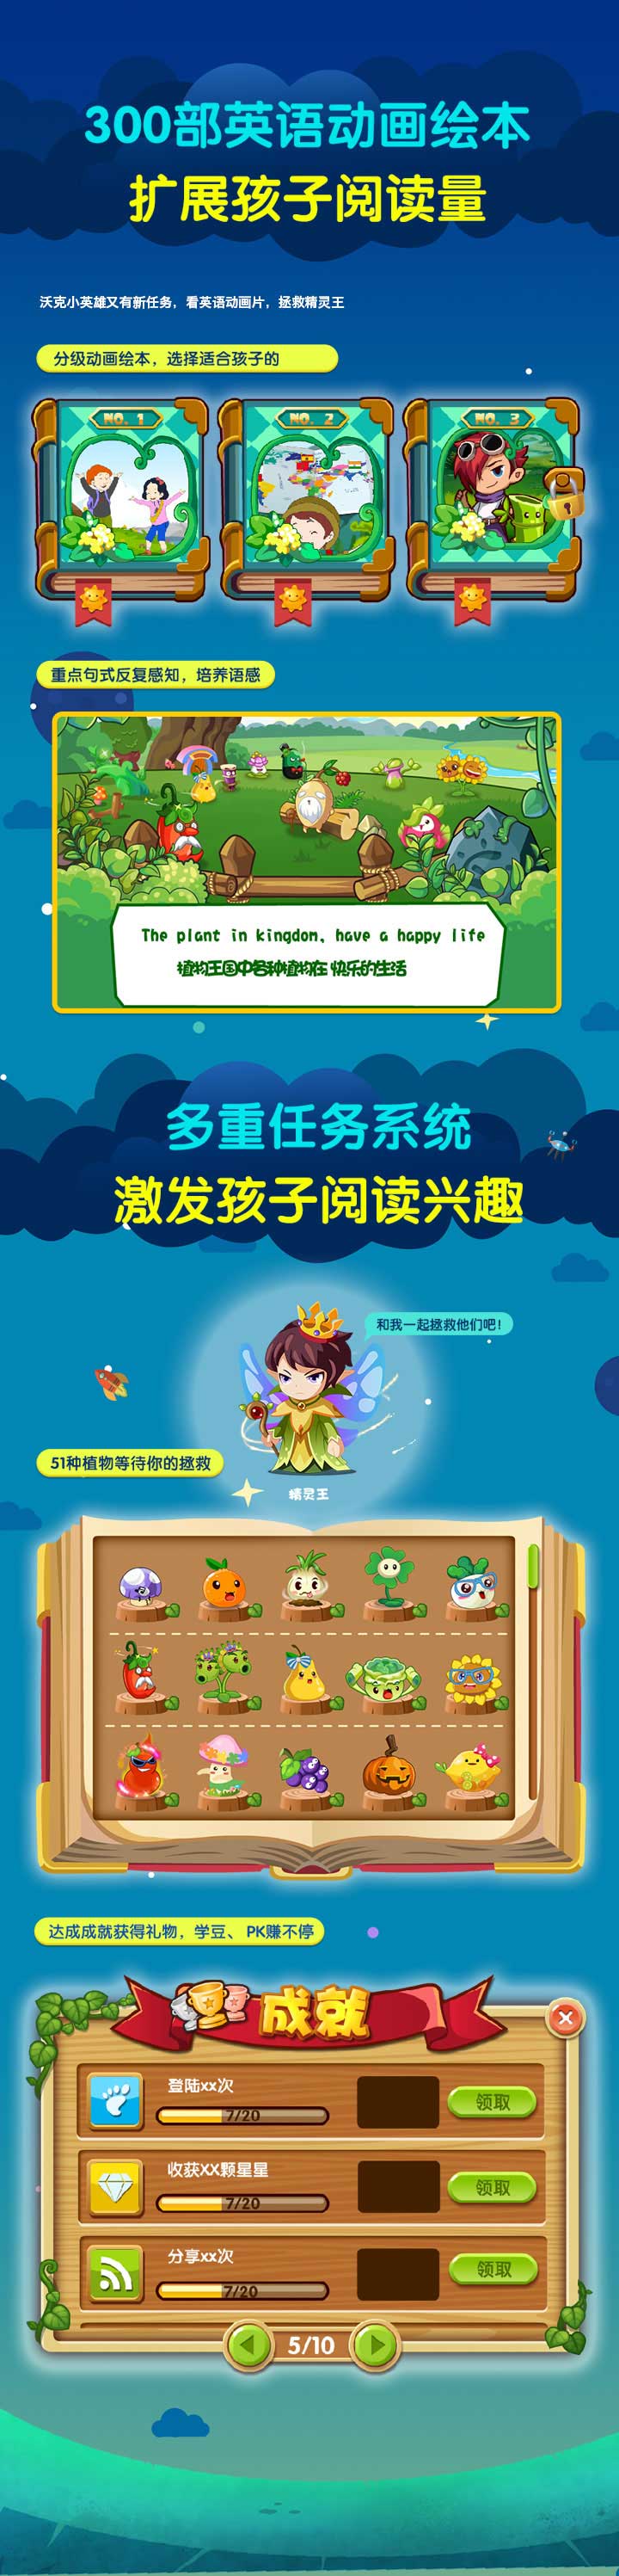 300部英语动画绘本
扩展孩子阅读量
沃克小英雄又有新任务，看英语动画片，拯救精灵王
分级动画绘本，选择适合孩子的
NO. 1
NO. 2
NO. 3
重点句式反复感知，培养语感
The plant in kingdom, have a happy life
植物王国中各种植物在 快乐的生活
多重任务系统
激发孩子阅读兴趣
和我一起拯救他们吧！
51种植物等待你的拯救
精灵王
达成成就获得礼物，学豆、PK赚不停
成就
登陆xx次
7/20
领取
收获XX颗星星
7/20
领取
分享xx次
7/20
领取
5/10